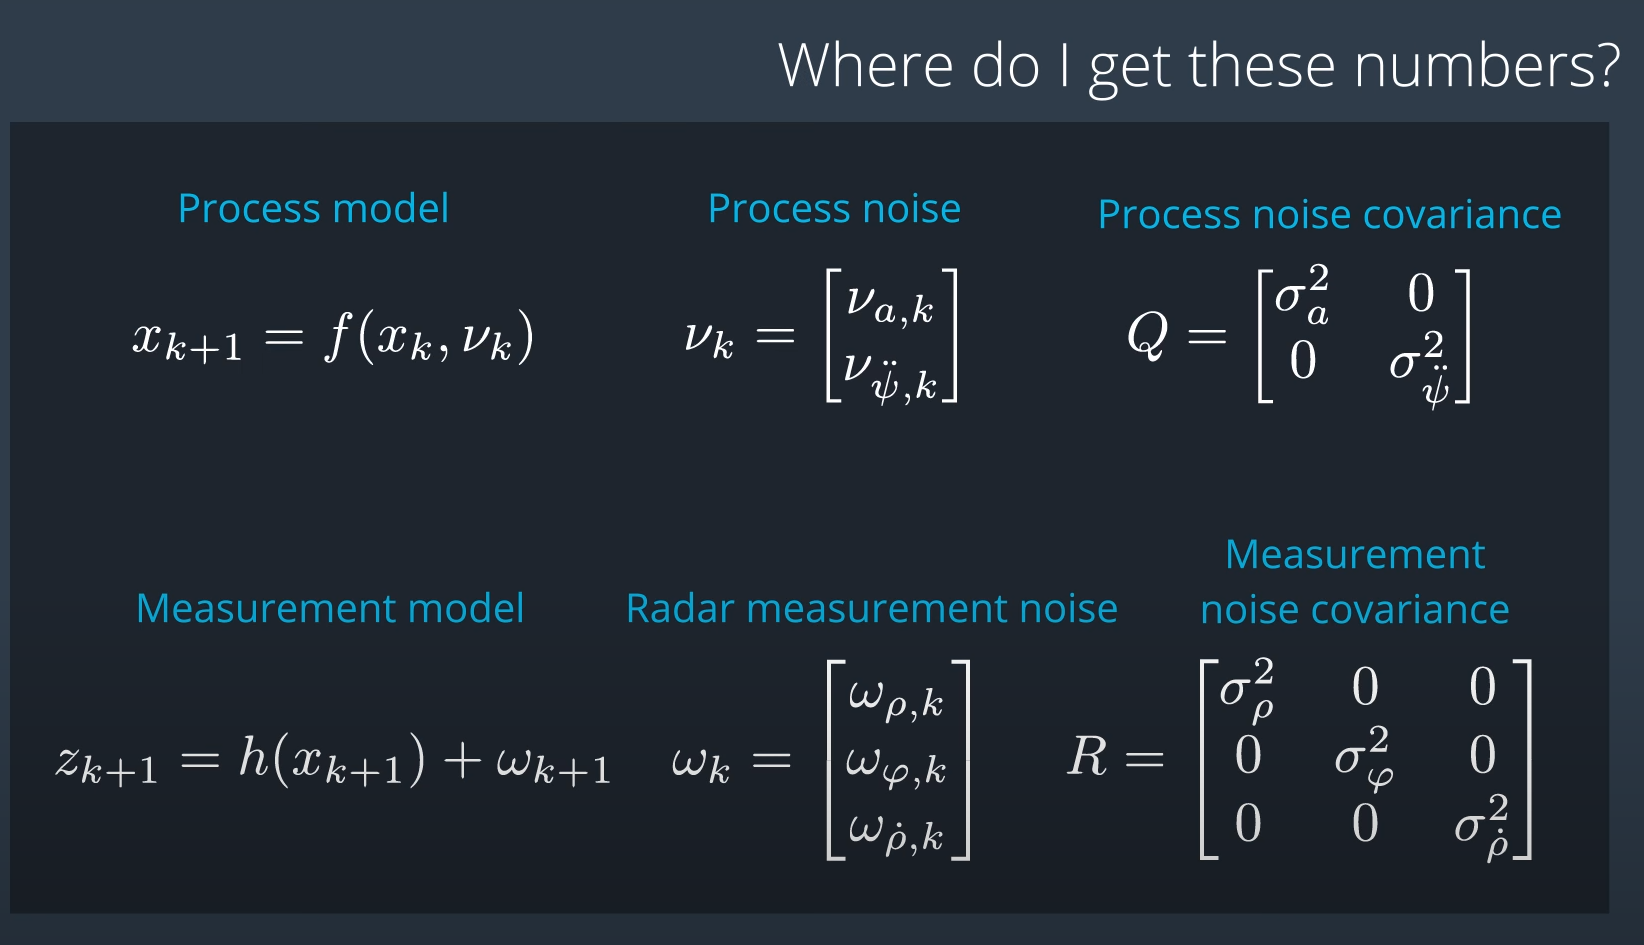 Where do I get these numbers?
Process model
Process noise
Process noise covariance
$x_{k+1} = f(x_k, \nu_k)$
$\nu_k = \begin{bmatrix} \nu_{a,k} \\ \nu_{\ddot{\psi},k} \end{bmatrix}$
$Q = \begin{bmatrix} \sigma_a^2 & 0 \\ 0 & \sigma_{\ddot{\psi}}^2 \end{bmatrix}$
Measurement model
Radar measurement noise
Measurement
noise covariance
$z_{k+1} = h(x_{k+1}) + \omega_{k+1}$
$\omega_k = \begin{bmatrix} \omega_{\rho,k} \\ \omega_{\varphi,k} \\ \omega_{\dot{\rho},k} \end{bmatrix}$
$R = \begin{bmatrix} \sigma_\rho^2 & 0 & 0 \\ 0 & \sigma_\varphi^2 & 0 \\ 0 & 0 & \sigma_{\dot{\rho}}^2 \end{bmatrix}$